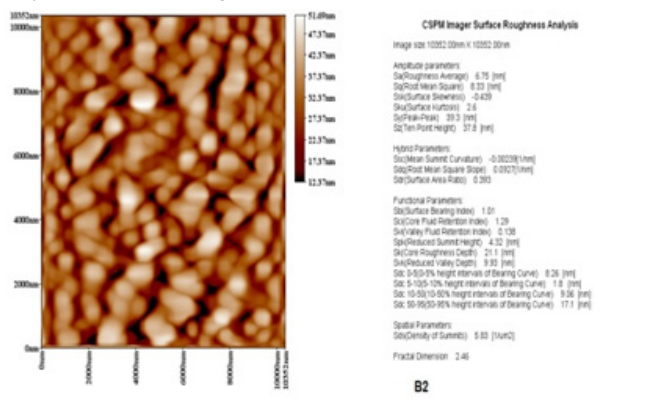 10352nm
10000nm
8000nm
6000nm
4000nm
2000nm
0nm
0nm
2000nm
4000nm
6000nm
8000nm
10000nm
10352nm
51.69nm
47.37nm
42.37nm
37.37nm
32.37nm
27.37nm
22.37nm
17.37nm
12.37nm
CSPM Imager Surface Roughness Analysis
Image size:10352.00nm X 10352.00nm
Amplitude parameters:
Sa(Roughness Average) 6.75 [nm]
Sq(Root Mean Square) 8.33 [nm]
Ssk(Surface Skewness) -0.439
Sku(Surface Kurtosis) 2.6
Sy(Peak-Peak) 39.3 [nm]
Sz(Ten Point Height) 37.8 [nm]
Hybrid Parameters:
Ssc(Mean Summit Curvature) -0.00239[1/nm]
Sdq(Root Mean Square Slope) 0.0927[1/nm]
Sdr(Surface Area Ratio) 0.393
Functional Parameters:
Sbi(Surface Bearing Index) 1.01
Sci(Core Fluid Retention Index) 1.29
Svi(Valley Fluid Retention Index) 0.138
Spk(Reduced Summit Height) 4.32 [nm]
Sk(Core Roughness Depth) 21.1 [nm]
Svk(Reduced Valley Depth) 9.93 [nm]
Sdc 0-5(0-5% height intervals of Bearing Curve) 8.26 [nm]
Sdc 5-10(5-10% height intervals of Bearing Curve) 1.8 [nm]
Sdc 10-50(10-50% height intervals of Bearing Curve) 9.06 [nm]
Sdc 50-95(50-95% height intervals of Bearing Curve) 17.1 [nm]
Spatial Parameters:
Sds(Density of Summits) 5.83 [1/um2]
Fractal Dimension 2.46
B2